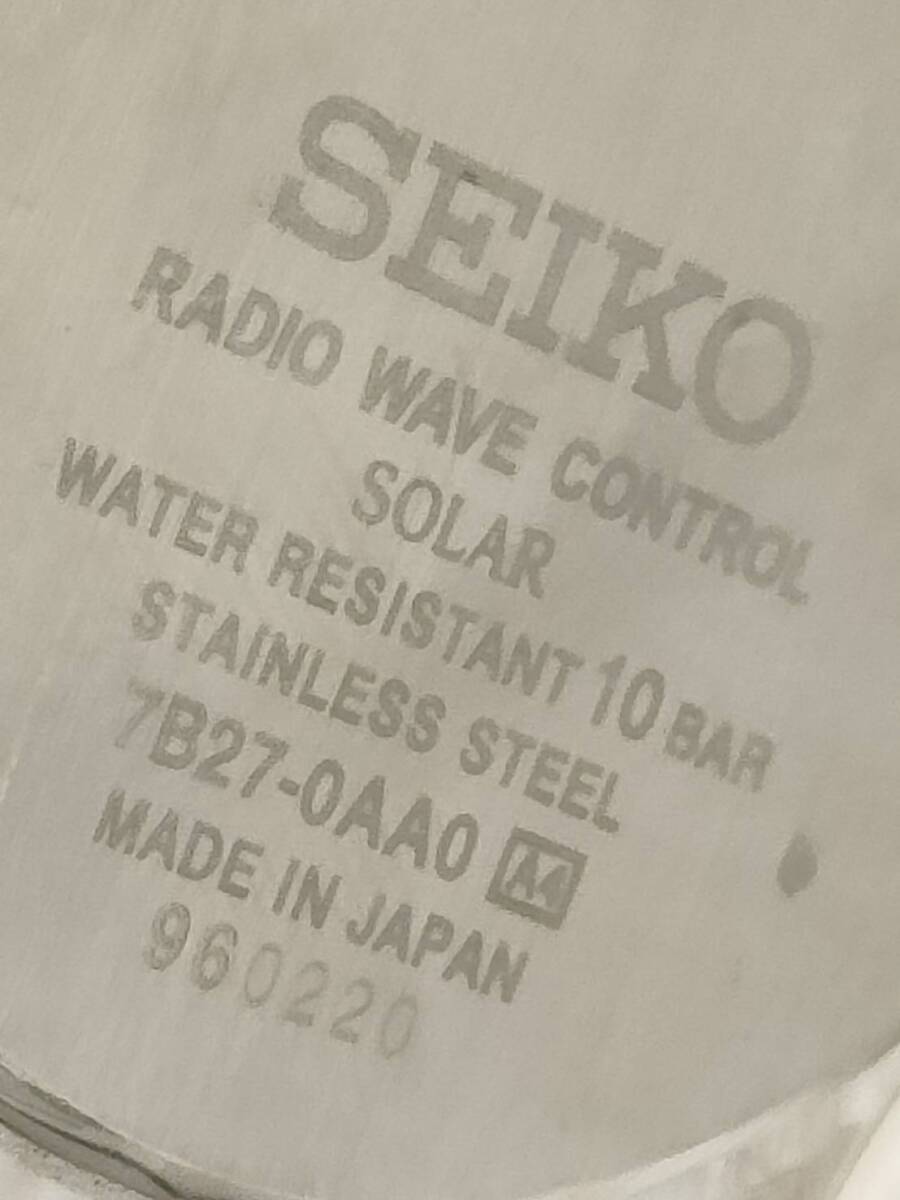 SEIKO
RADIO WAVE CONTROL
SOLAR
WATER RESISTANT 10 BAR
STAINLESS STEEL
7B27-0AA0 A4
MADE IN JAPAN
960220